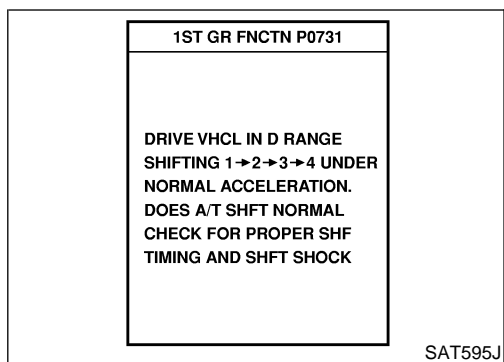 1ST GR FNCTN P0731
DRIVE VHCL IN D RANGE
SHIFTING 1→2→3→4 UNDER
NORMAL ACCELERATION.
DOES A/T SHFT NORMAL
CHECK FOR PROPER SHF
TIMING AND SHFT SHOCK
SAT595J